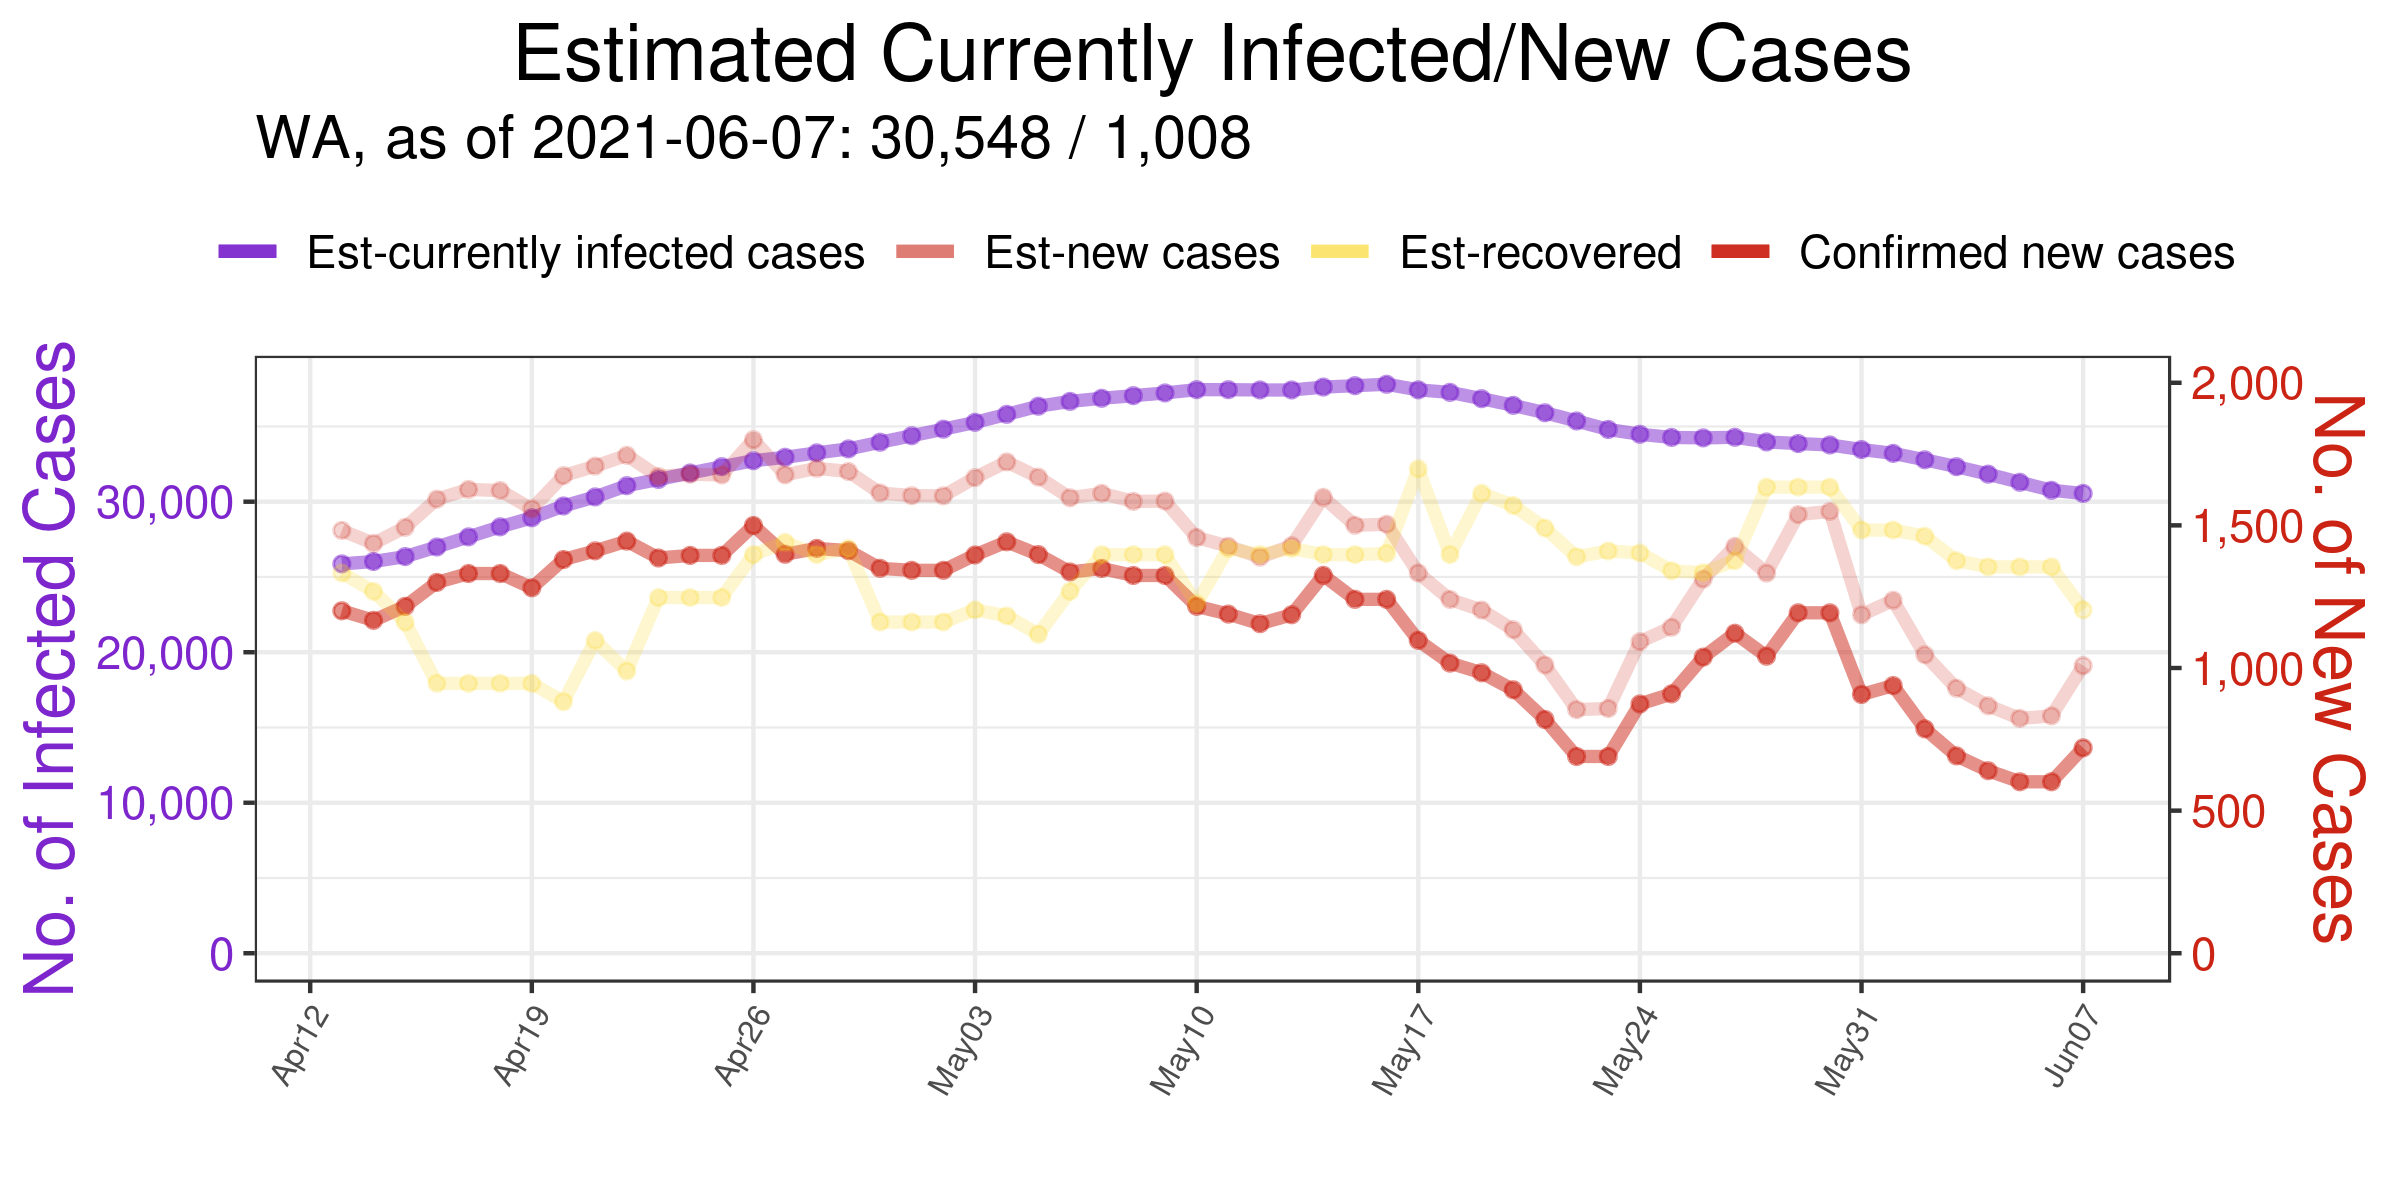 Estimated Currently Infected/New Cases
WA, as of 2021-06-07: 30,548 / 1,008
Est-currently infected cases Est-new cases Est-recovered Confirmed new cases
No. of Infected Cases
30,000
20,000
10,000
0
2,000
1,500
1,000
500
0
No. of New Cases
Apr12 Apr19 Apr26 May03 May10 May17 May24 May31 Jun07